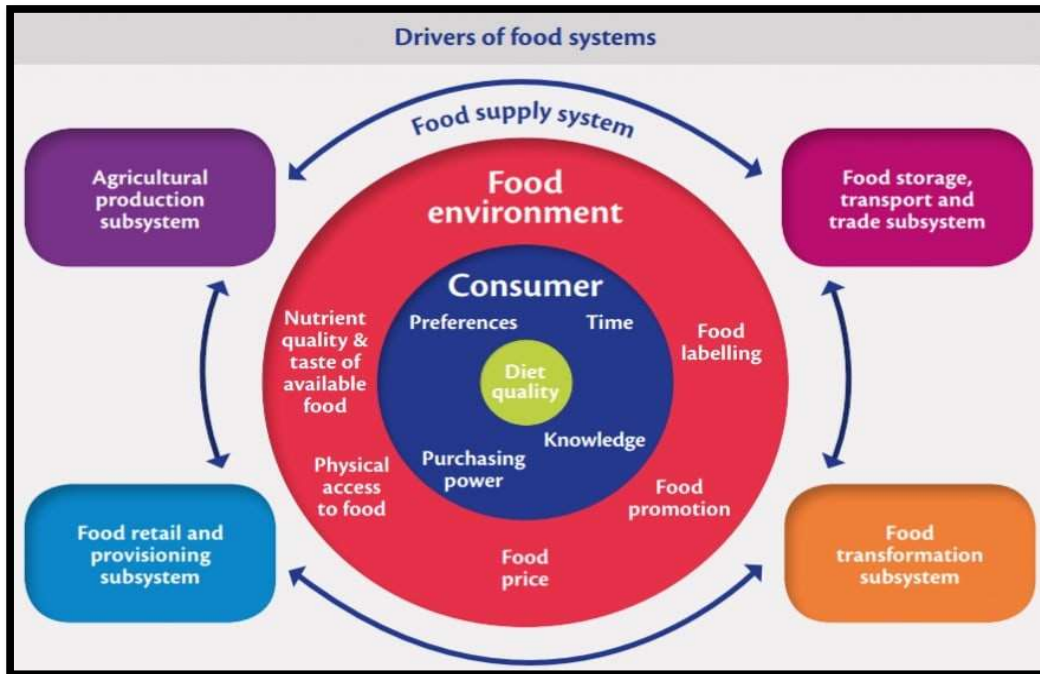 Drivers of food systems
Food supply system
Agricultural
production
subsystem
Food storage,
transport and
trade subsystem
Food
environment
Consumer
Preferences
Time
Nutrient
quality &
taste of
available
food
Food
labelling
Diet
quality
Knowledge
Purchasing
power
Physical
access
to food
Food
promotion
Food
price
Food retail and
provisioning
subsystem
Food
transformation
subsystem